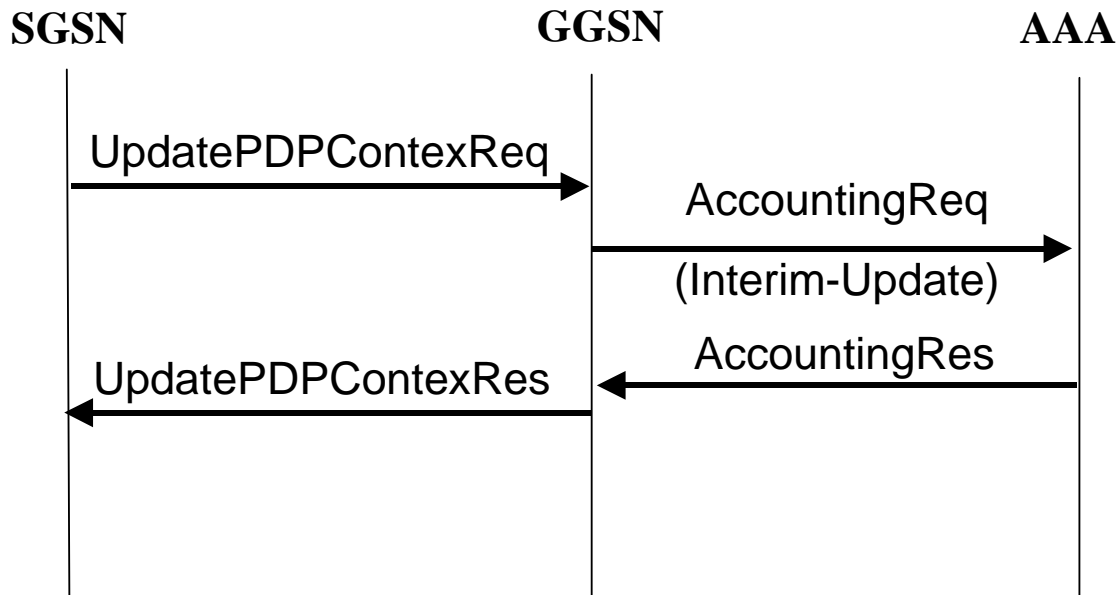 SGSN
GGSN
AAA
UpdatePDPContexReq
AccountingReq
(Interim-Update)
AccountingRes
UpdatePDPContexRes